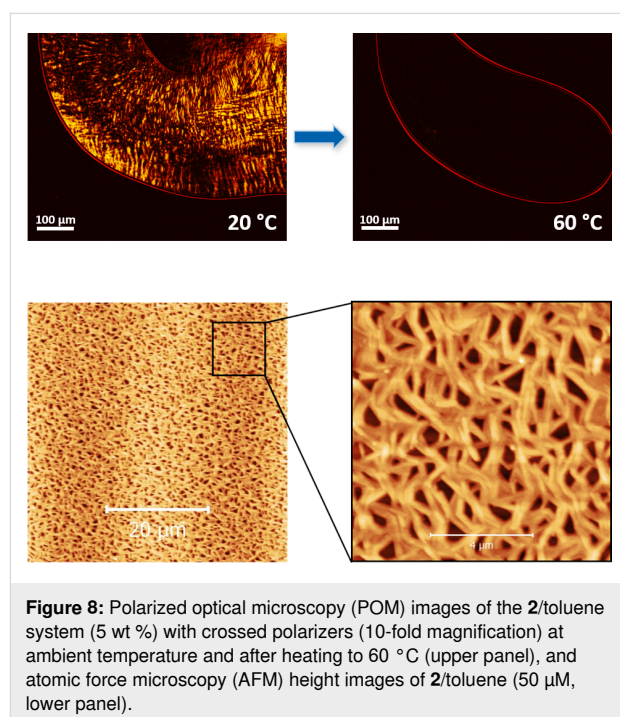 100 µm
20 °C
100 µm
60 °C
20 µm
4 µm
Figure 8: Polarized optical microscopy (POM) images of the 2/toluene
system (5 wt %) with crossed polarizers (10-fold magnification) at
ambient temperature and after heating to 60 °C (upper panel), and
atomic force microscopy (AFM) height images of 2/toluene (50 µM,
lower panel).